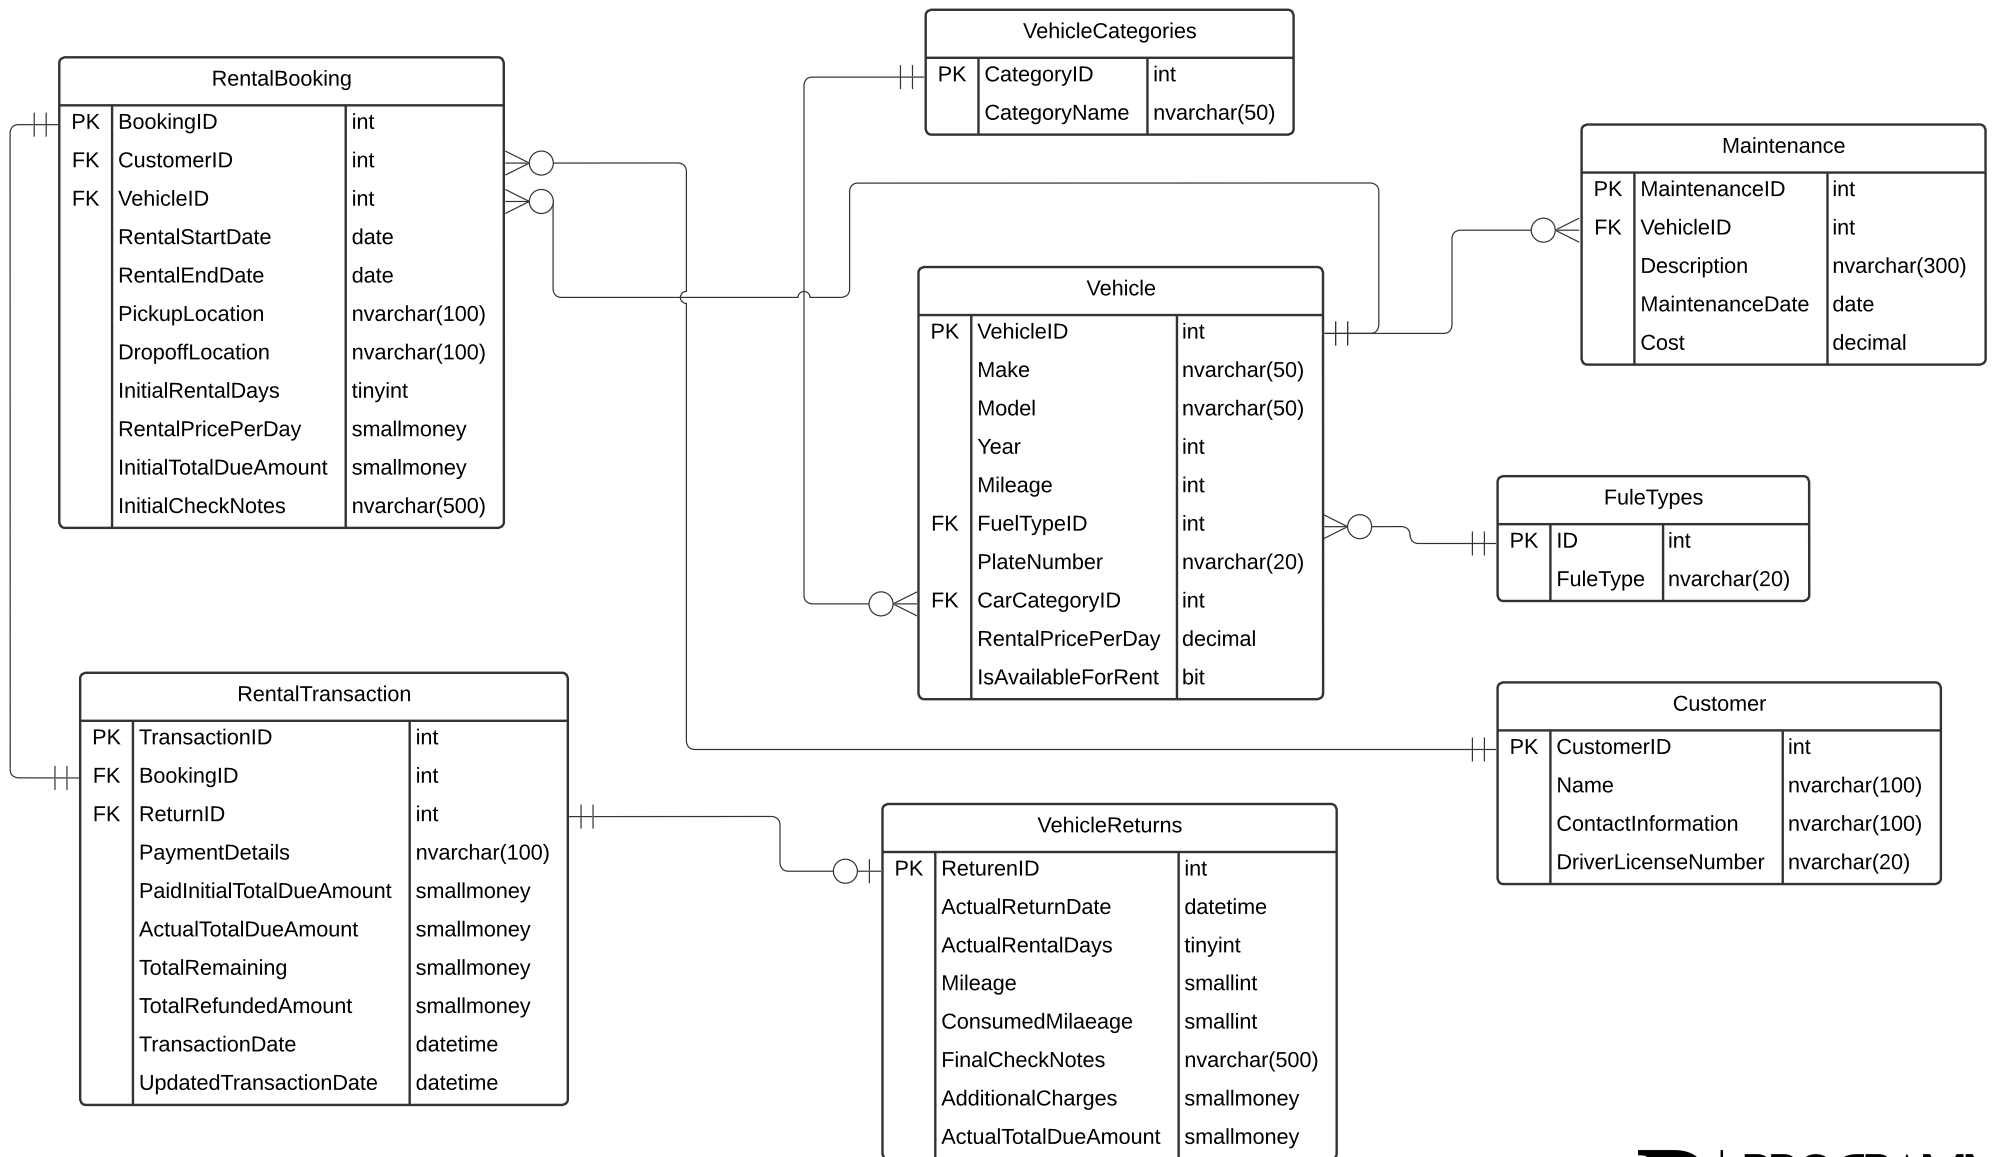 VehicleCategories
PK CategoryID int
CategoryName nvarchar(50)
RentalBooking
PK BookingID int
FK CustomerID int
FK VehicleID int
RentalStartDate date
RentalEndDate date
PickupLocation nvarchar(100)
DropoffLocation nvarchar(100)
InitialRentalDays tinyint
RentalPricePerDay smallmoney
InitialTotalDueAmount smallmoney
InitialCheckNotes nvarchar(500)
Maintenance
PK MaintenanceID int
FK VehicleID int
Description nvarchar(300)
MaintenanceDate date
Cost decimal
Vehicle
PK VehicleID int
Make nvarchar(50)
Model nvarchar(50)
Year int
Mileage int
FK FuelTypeID int
PlateNumber nvarchar(20)
FK CarCategoryID int
RentalPricePerDay decimal
IsAvailableForRent bit
FuleTypes
PK ID int
FuleType nvarchar(20)
RentalTransaction
PK TransactionID int
FK BookingID int
FK ReturnID int
PaymentDetails nvarchar(100)
PaidInitialTotalDueAmount smallmoney
ActualTotalDueAmount smallmoney
TotalRemaining smallmoney
TotalRefundedAmount smallmoney
TransactionDate datetime
UpdatedTransactionDate datetime
Customer
PK CustomerID int
Name nvarchar(100)
ContactInformation nvarchar(100)
DriverLicenseNumber nvarchar(20)
VehicleReturns
PK ReturenID int
ActualReturnDate datetime
ActualRentalDays tinyint
Mileage smallint
ConsumedMilaeage smallint
FinalCheckNotes nvarchar(500)
AdditionalCharges smallmoney
ActualTotalDueAmount smallmoney